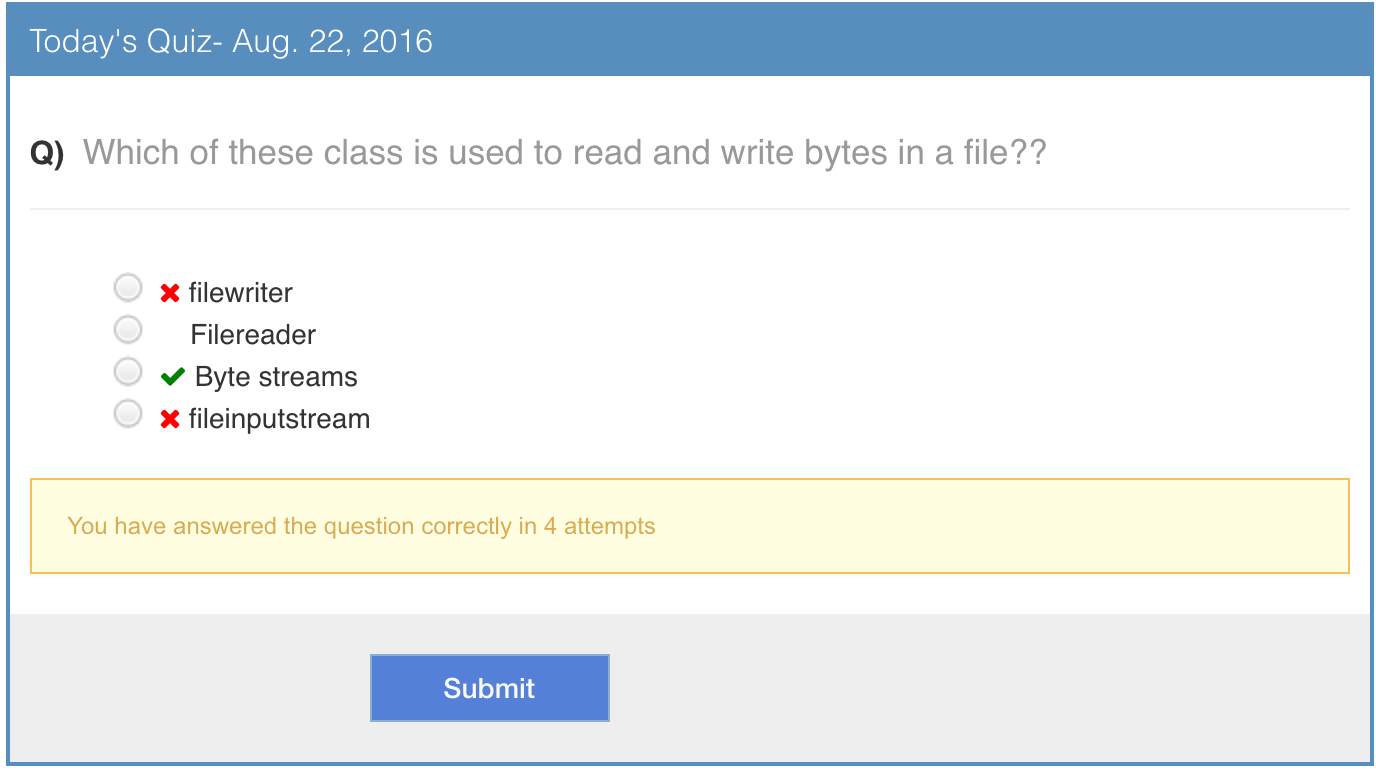 Today's Quiz- Aug. 22, 2016
Q) Which of these class is used to read and write bytes in a file??
filewriter
Filereader
Byte streams
fileinputstream
You have answered the question correctly in 4 attempts
Submit